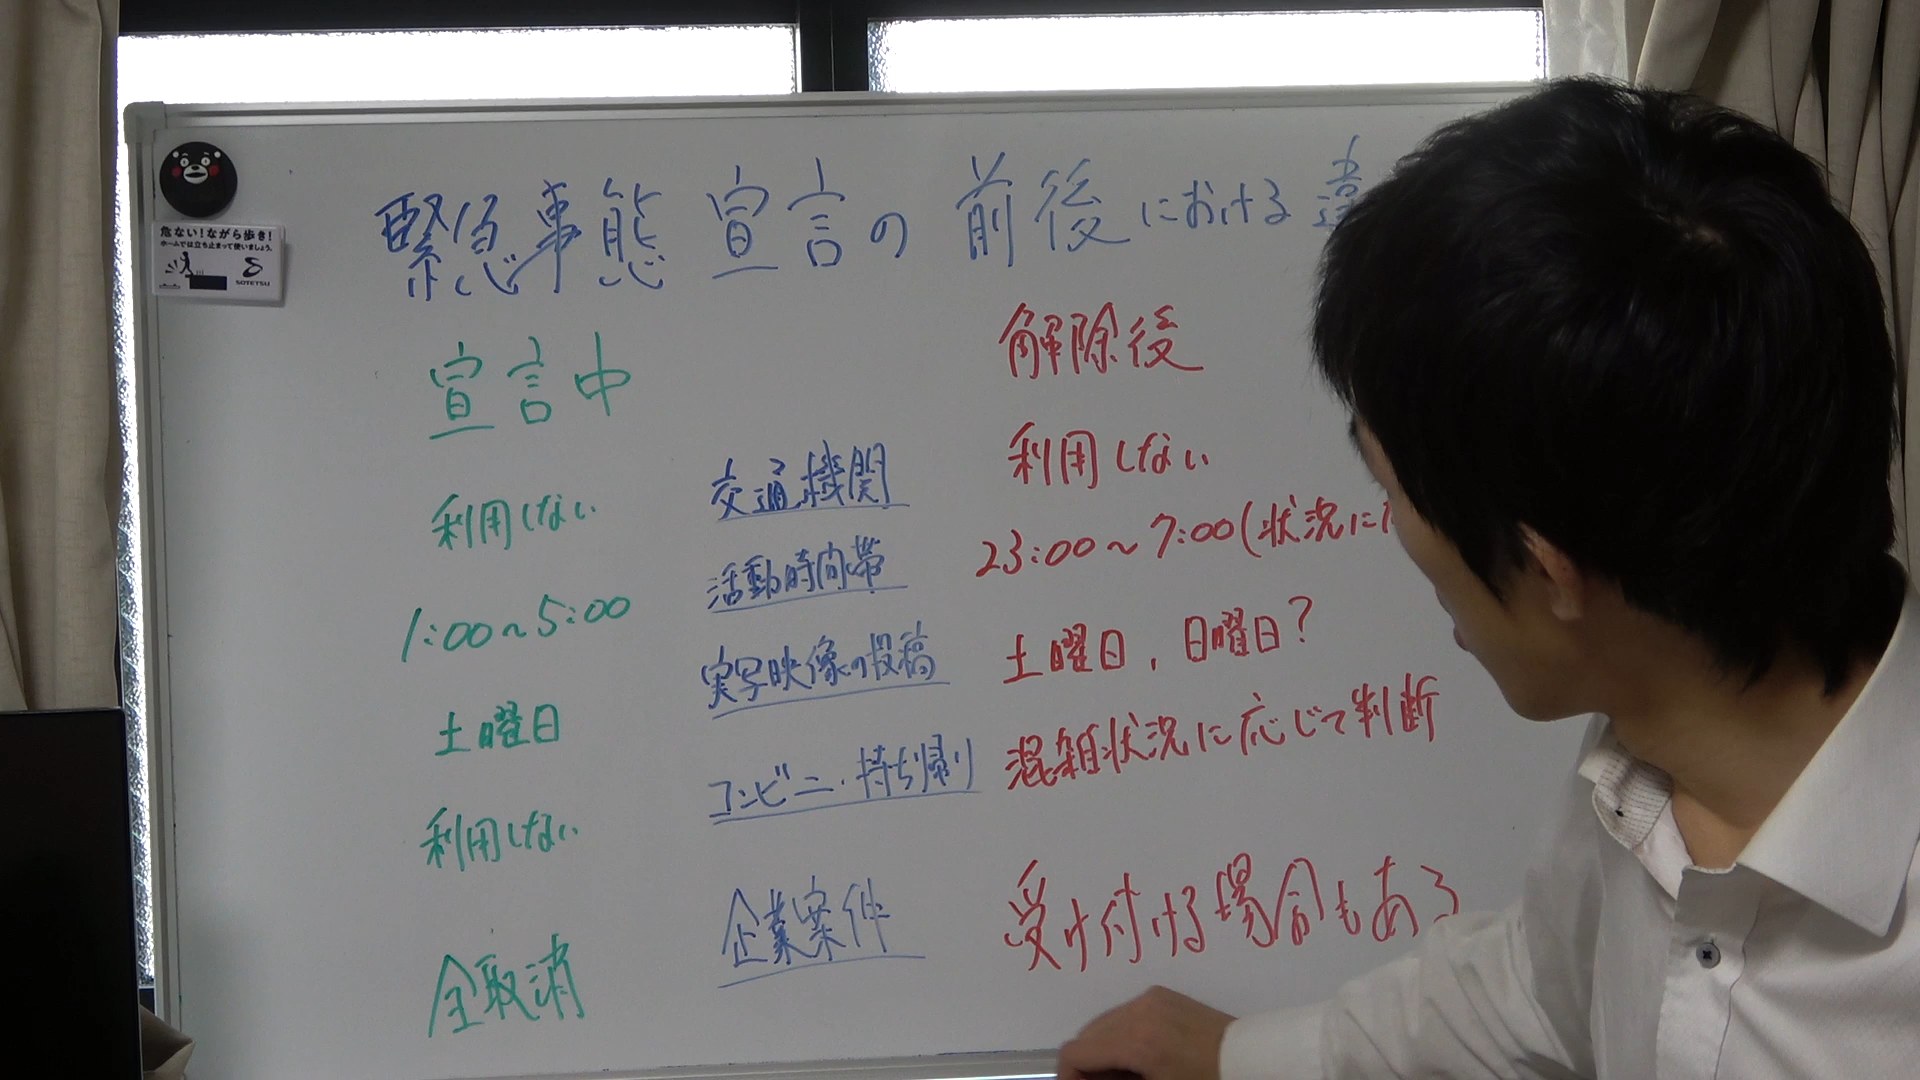 危ない!ながら歩き!
ホームでは立ち止まって使いましょう。
SOTETSU
緊急事態宣言の前後における違
宣言中
解除後
利用しない
交通機関
利用しない
1:00~5:00
活動時間帯
23:00~7:00(状況に
土曜日
実写映像の投稿
土曜日,日曜日?
利用しない
コンビニ・持ち帰り
混雑状況に応じて判断
全取消
企業案件
受け付ける場合もある